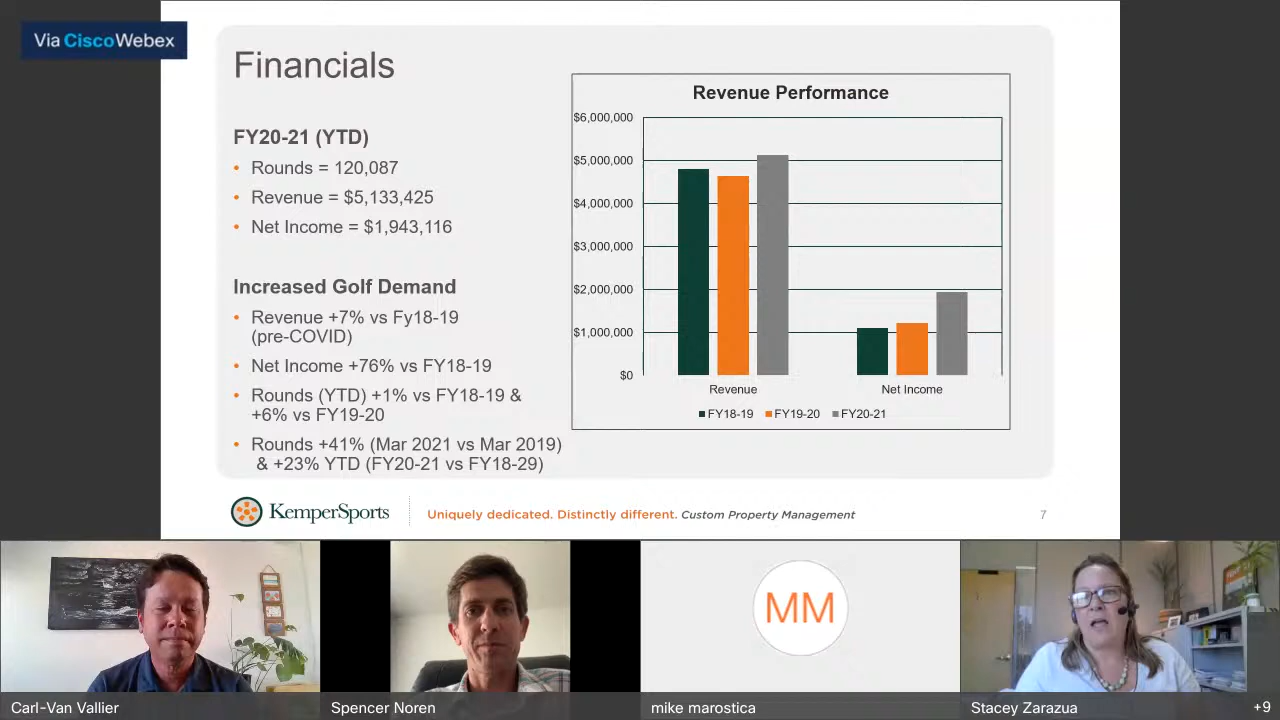 Via CiscoWebex
Financials
FY20-21 (YTD)
• Rounds = 120,087
• Revenue = $5,133,425
• Net Income = $1,943,116
Increased Golf Demand
• Revenue +7% vs Fy18-19
(pre-COVID)
• Net Income +76% vs FY18-19
• Rounds (YTD) +1% vs FY18-19 &
+6% vs FY19-20
• Rounds +41% (Mar 2021 vs Mar 2019)
& +23% YTD (FY20-21 vs FY18-29)
Revenue Performance
$6,000,000
$5,000,000
$4,000,000
$3,000,000
$2,000,000
$1,000,000
$0
Revenue Net Income
FY18-19 FY19-20 FY20-21
KemperSports Uniquely dedicated. Distinctly different. Custom Property Management 7
MM
Carl-Van Vallier Spencer Noren mike marostica Stacey Zarazua +9